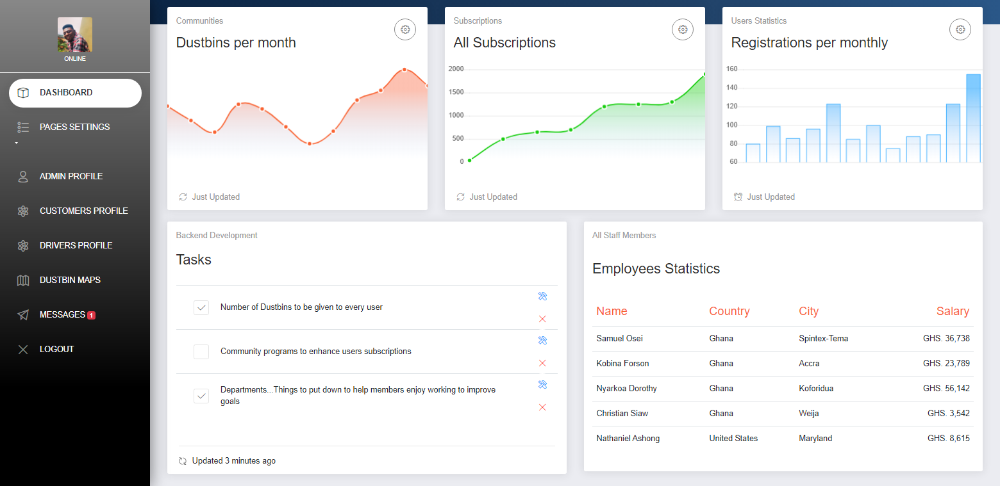 ONLINE
DASHBOARD
PAGES SETTINGS
ADMIN PROFILE
CUSTOMERS PROFILE
DRIVERS PROFILE
DUSTBIN MAPS
MESSAGES 1
LOGOUT
Communities
Dustbins per month
Just Updated
Subscriptions
All Subscriptions
2000
1500
1000
500
0
Just Updated
Users Statistics
Registrations per monthly
160
140
120
100
80
60
Just Updated
Backend Development
Tasks
Number of Dustbins to be given to every user
Community programs to enhance users subscriptions
Departments...Things to put down to help members enjoy working to improve
goals
Updated 3 minutes ago
All Staff Members
Employees Statistics
Name Country City Salary
Samuel Osei Ghana Spintex-Tema GHS. 36,738
Kobina Forson Ghana Accra GHS. 23,789
Nyarkoa Dorothy Ghana Koforidua GHS. 56,142
Christian Siaw Ghana Weija GHS. 3,542
Nathaniel Ashong United States Maryland GHS. 8,615